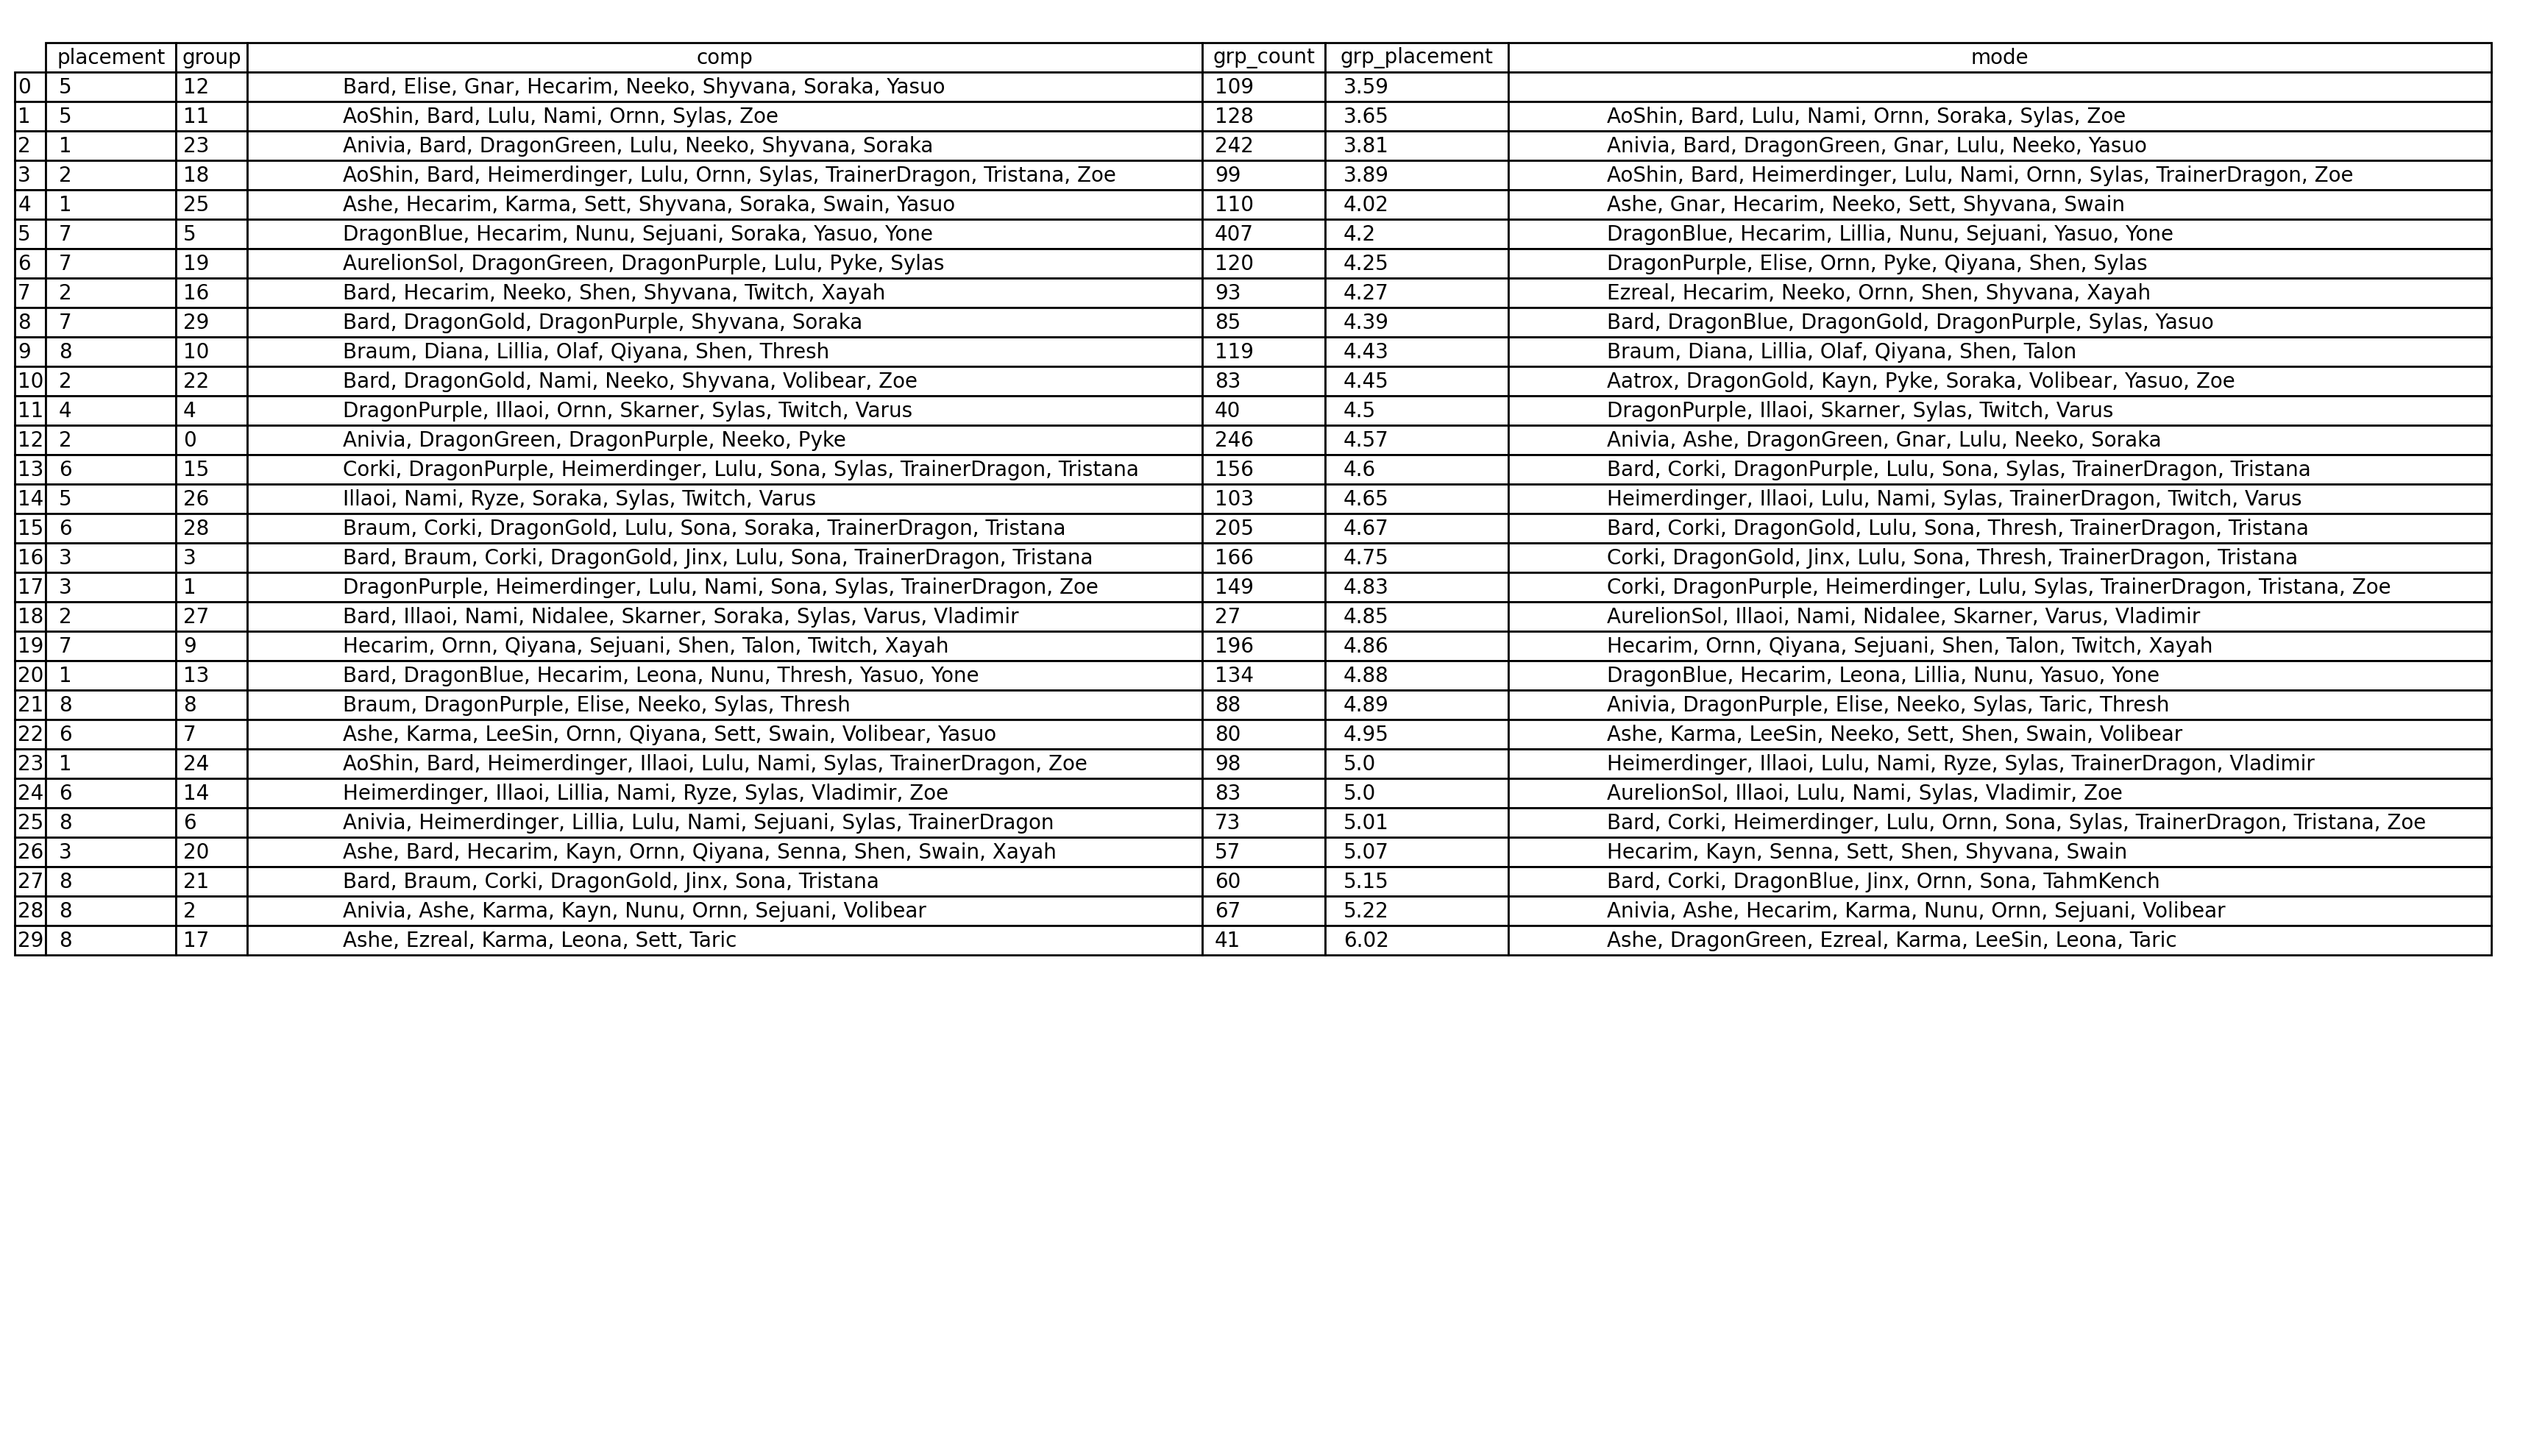 placement group comp grp_count grp_placement mode
0 5 12 Bard, Elise, Gnar, Hecarim, Neeko, Shyvana, Soraka, Yasuo 109 3.59
1 5 11 AoShin, Bard, Lulu, Nami, Ornn, Sylas, Zoe 128 3.65 AoShin, Bard, Lulu, Nami, Ornn, Soraka, Sylas, Zoe
2 1 23 Anivia, Bard, DragonGreen, Lulu, Neeko, Shyvana, Soraka 242 3.81 Anivia, Bard, DragonGreen, Gnar, Lulu, Neeko, Yasuo
3 2 18 AoShin, Bard, Heimerdinger, Lulu, Ornn, Sylas, TrainerDragon, Tristana, Zoe 99 3.89 AoShin, Bard, Heimerdinger, Lulu, Nami, Ornn, Sylas, TrainerDragon, Zoe
4 1 25 Ashe, Hecarim, Karma, Sett, Shyvana, Soraka, Swain, Yasuo 110 4.02 Ashe, Gnar, Hecarim, Neeko, Sett, Shyvana, Swain
5 7 5 DragonBlue, Hecarim, Nunu, Sejuani, Soraka, Yasuo, Yone 407 4.2 DragonBlue, Hecarim, Lillia, Nunu, Sejuani, Yasuo, Yone
6 7 19 AurelionSol, DragonGreen, DragonPurple, Lulu, Pyke, Sylas 120 4.25 DragonPurple, Elise, Ornn, Pyke, Qiyana, Shen, Sylas
7 2 16 Bard, Hecarim, Neeko, Shen, Shyvana, Twitch, Xayah 93 4.27 Ezreal, Hecarim, Neeko, Ornn, Shen, Shyvana, Xayah
8 7 29 Bard, DragonGold, DragonPurple, Shyvana, Soraka 85 4.39 Bard, DragonBlue, DragonGold, DragonPurple, Sylas, Yasuo
9 8 10 Braum, Diana, Lillia, Olaf, Qiyana, Shen, Thresh 119 4.43 Braum, Diana, Lillia, Olaf, Qiyana, Shen, Talon
10 2 22 Bard, DragonGold, Nami, Neeko, Shyvana, Volibear, Zoe 83 4.45 Aatrox, DragonGold, Kayn, Pyke, Soraka, Volibear, Yasuo, Zoe
11 4 4 DragonPurple, Illaoi, Ornn, Skarner, Sylas, Twitch, Varus 40 4.5 DragonPurple, Illaoi, Skarner, Sylas, Twitch, Varus
12 2 0 Anivia, DragonGreen, DragonPurple, Neeko, Pyke 246 4.57 Anivia, Ashe, DragonGreen, Gnar, Lulu, Neeko, Soraka
13 6 15 Corki, DragonPurple, Heimerdinger, Lulu, Sona, Sylas, TrainerDragon, Tristana 156 4.6 Bard, Corki, DragonPurple, Lulu, Sona, Sylas, TrainerDragon, Tristana
14 5 26 Illaoi, Nami, Ryze, Soraka, Sylas, Twitch, Varus 103 4.65 Heimerdinger, Illaoi, Lulu, Nami, Sylas, TrainerDragon, Twitch, Varus
15 6 28 Braum, Corki, DragonGold, Lulu, Sona, Soraka, TrainerDragon, Tristana 205 4.67 Bard, Corki, DragonGold, Lulu, Sona, Thresh, TrainerDragon, Tristana
16 3 3 Bard, Braum, Corki, DragonGold, Jinx, Lulu, Sona, TrainerDragon, Tristana 166 4.75 Corki, DragonGold, Jinx, Lulu, Sona, Thresh, TrainerDragon, Tristana
17 3 1 DragonPurple, Heimerdinger, Lulu, Nami, Sona, Sylas, TrainerDragon, Zoe 149 4.83 Corki, DragonPurple, Heimerdinger, Lulu, Sylas, TrainerDragon, Tristana, Zoe
18 2 27 Bard, Illaoi, Nami, Nidalee, Skarner, Soraka, Sylas, Varus, Vladimir 27 4.85 AurelionSol, Illaoi, Nami, Nidalee, Skarner, Varus, Vladimir
19 7 9 Hecarim, Ornn, Qiyana, Sejuani, Shen, Talon, Twitch, Xayah 196 4.86 Hecarim, Ornn, Qiyana, Sejuani, Shen, Talon, Twitch, Xayah
20 1 13 Bard, DragonBlue, Hecarim, Leona, Nunu, Thresh, Yasuo, Yone 134 4.88 DragonBlue, Hecarim, Leona, Lillia, Nunu, Yasuo, Yone
21 8 8 Braum, DragonPurple, Elise, Neeko, Sylas, Thresh 88 4.89 Anivia, DragonPurple, Elise, Neeko, Sylas, Taric, Thresh
22 6 7 Ashe, Karma, LeeSin, Ornn, Qiyana, Sett, Swain, Volibear, Yasuo 80 4.95 Ashe, Karma, LeeSin, Neeko, Sett, Shen, Swain, Volibear
23 1 24 AoShin, Bard, Heimerdinger, Illaoi, Lulu, Nami, Sylas, TrainerDragon, Zoe 98 5.0 Heimerdinger, Illaoi, Lulu, Nami, Ryze, Sylas, TrainerDragon, Vladimir
24 6 14 Heimerdinger, Illaoi, Lillia, Nami, Ryze, Sylas, Vladimir, Zoe 83 5.0 AurelionSol, Illaoi, Lulu, Nami, Sylas, Vladimir, Zoe
25 8 6 Anivia, Heimerdinger, Lillia, Lulu, Nami, Sejuani, Sylas, TrainerDragon 73 5.01 Bard, Corki, Heimerdinger, Lulu, Ornn, Sona, Sylas, TrainerDragon, Tristana, Zoe
26 3 20 Ashe, Bard, Hecarim, Kayn, Ornn, Qiyana, Senna, Shen, Swain, Xayah 57 5.07 Hecarim, Kayn, Senna, Sett, Shen, Shyvana, Swain
27 8 21 Bard, Braum, Corki, DragonGold, Jinx, Sona, Tristana 60 5.15 Bard, Corki, DragonBlue, Jinx, Ornn, Sona, TahmKench
28 8 2 Anivia, Ashe, Karma, Kayn, Nunu, Ornn, Sejuani, Volibear 67 5.22 Anivia, Ashe, Hecarim, Karma, Nunu, Ornn, Sejuani, Volibear
29 8 17 Ashe, Ezreal, Karma, Leona, Sett, Taric 41 6.02 Ashe, DragonGreen, Ezreal, Karma, LeeSin, Leona, Taric